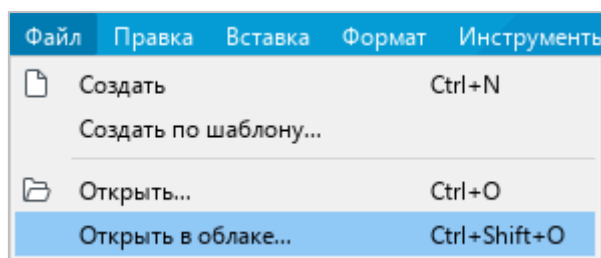 Файл Правка Вставка Формат Инструменты
Создать Ctrl+N
Создать по шаблону...
Открыть... Ctrl+O
Открыть в облаке... Ctrl+Shift+O